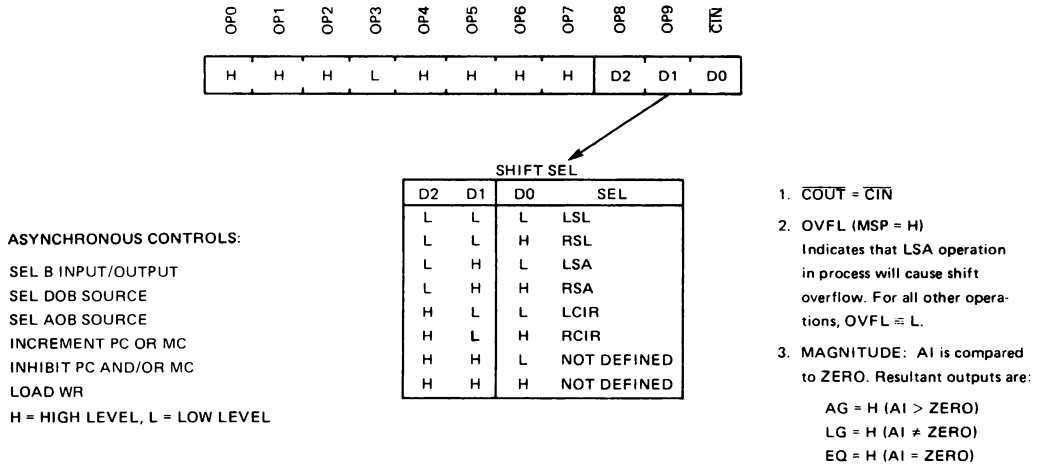 OP0 OP1 OP2 OP3 OP4 OP5 OP6 OP7 OP8 OP9 C̅I̅N̅
H H H L H H H H D2 D1 D0
SHIFT SEL
D2 D1 D0 SEL
L L L LSL
L L H RSL
L H L LSA
L H H RSA
H L L LCIR
H L H RCIR
H H L NOT DEFINED
H H H NOT DEFINED
ASYNCHRONOUS CONTROLS:
SEL B INPUT/OUTPUT
SEL DOB SOURCE
SEL AOB SOURCE
INCREMENT PC OR MC
INHIBIT PC AND/OR MC
LOAD WR
H = HIGH LEVEL, L = LOW LEVEL
1. C̅O̅U̅T̅ = C̅I̅N̅
2. OVFL (MSP = H)
Indicates that LSA operation
in process will cause shift
overflow. For all other opera-
tions, OVFL = L.
3. MAGNITUDE: AI is compared
to ZERO. Resultant outputs are:
AG = H (AI > ZERO)
LG = H (AI ≠ ZERO)
EQ = H (AI = ZERO)